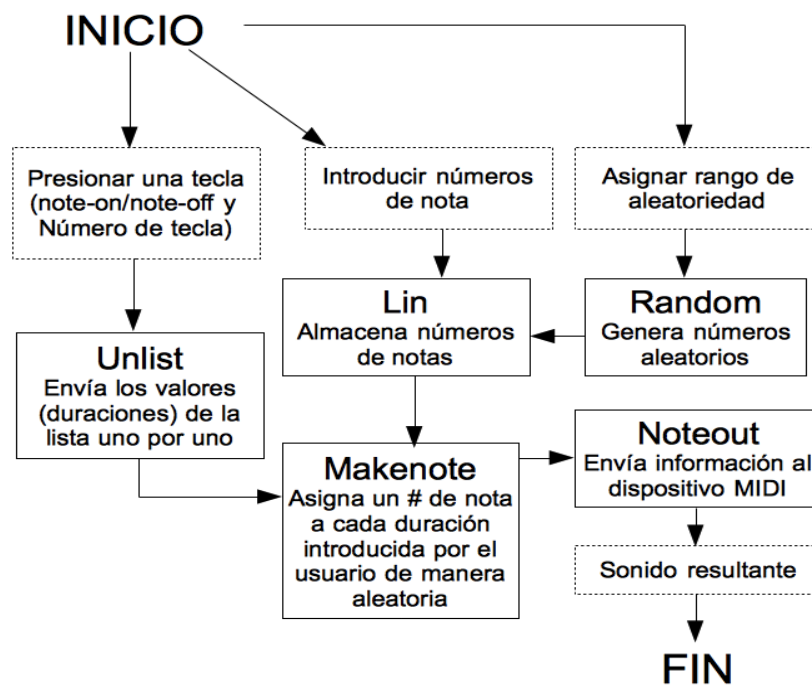 INICIO
Presionar una tecla
(note-on/note-off y
Número de tecla)
Introducir números
de nota
Asignar rango de
aleatoriedad
Lin
Almacena números
de notas
Random
Genera números
aleatorios
Unlist
Envía los valores
(duraciones) de la
lista uno por uno
Makenote
Asigna un # de nota
a cada duración
introducida por el
usuario de manera
aleatoria
Noteout
Envía información al
dispositivo MIDI
Sonido resultante
FIN